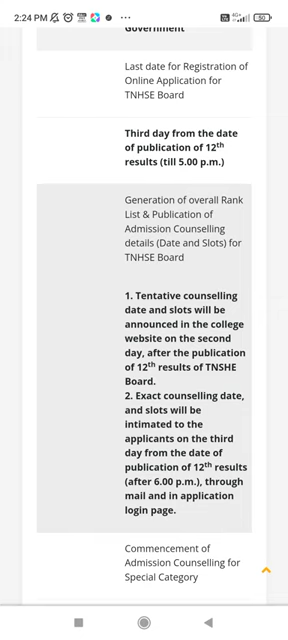 2:24 PM
4G+
50
Government
Last date for Registration of
Online Application for
TNHSE Board
Third day from the date
of publication of 12th
results (till 5.00 p.m.)
Generation of overall Rank
List & Publication of
Admission Counselling
details (Date and Slots) for
TNHSE Board
1. Tentative counselling
date and slots will be
announced in the college
website on the second
day, after the publication
of 12th results of TNSHE
Board.
2. Exact counselling date,
and slots will be
intimated to the
applicants on the third
day from the date of
publication of 12th results
(after 6.00 p.m.), through
mail and in application
login page.
Commencement of
Admission Counselling for
Special Category